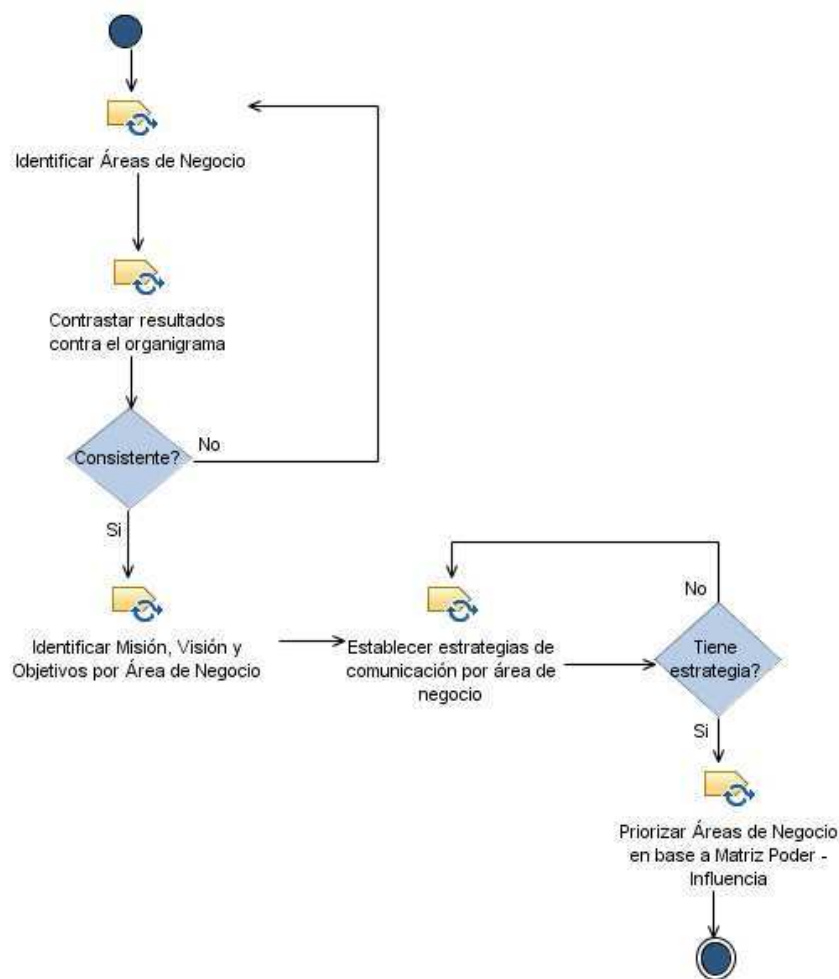 Identificar Áreas de Negocio
Contrastar resultados
contra el organigrama
Consistente?
No
Si
Identificar Misión, Visión y
Objetivos por Área de Negocio
Establecer estrategias de
comunicación por área de
negocio
No
Tiene
estrategia?
Si
Priorizar Áreas de Negocio
en base a Matriz Poder -
Influencia